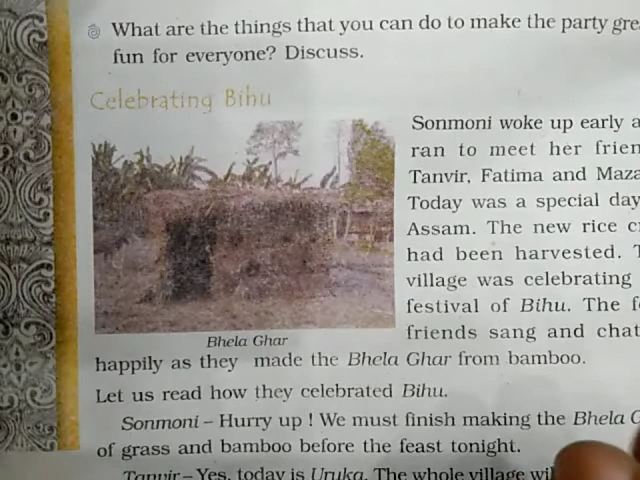 What are the things that you can do to make the party
fun for everyone? Discuss.
Celebrating Bihu
Sonmoni woke up early
ran to meet her
Tanvir, Fatima and
Today was a special day
Assam. The new rice
had been harvested.
village was celebrating
festival of Bihu. The
friends sang and
Bhela Ghar
happily as they made the Bhela Ghar from bamboo.
Let us read how they celebrated Bihu.
Sonmoni – Hurry up ! We must finish making the Bhela
of grass and bamboo before the feast tonight.
Tanvir – Yes, today is Uruka. The whole village